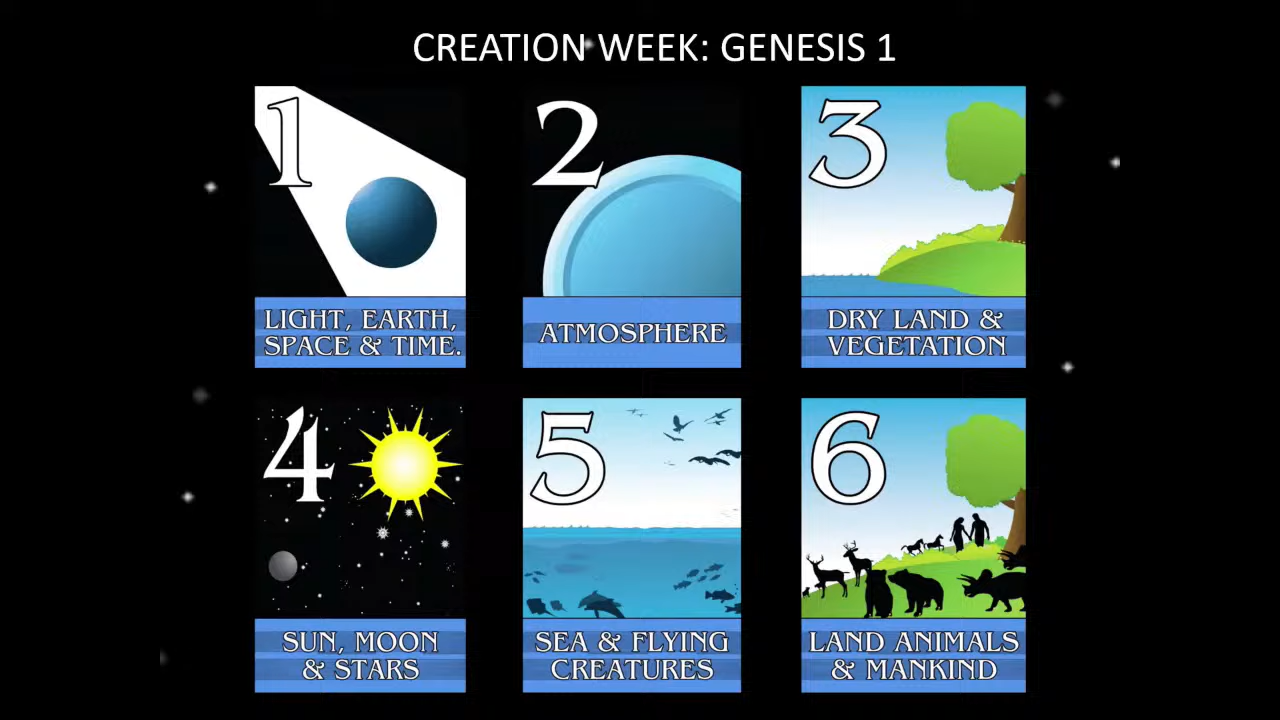 CREATION WEEK: GENESIS 1
1
LIGHT, EARTH,
SPACE & TIME.
2
ATMOSPHERE
3
DRY LAND &
VEGETATION
4
SUN, MOON
& STARS
5
SEA & FLYING
CREATURES
6
LAND ANIMALS
& MANKIND